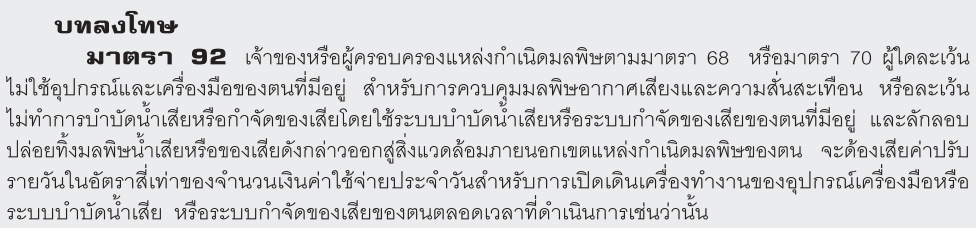 บทลงโทษ
มาตรา 92 เจ้าของหรือผู้ครอบครองแหล่งกำเนิดมลพิษตามมาตรา 68 หรือมาตรา 70 ผู้ใดละเว้น
ไม่ใช้อุปกรณ์และเครื่องมือของตนที่มีอยู่ สำหรับการควบคุมมลพิษอากาศเสียงและความสั่นสะเทือน หรือละเว้น
ไม่ทำการบำบัดน้ำเสียหรือกำจัดของเสียโดยใช้ระบบบำบัดน้ำเสียหรือระบบกำจัดของเสียของตนที่มีอยู่ และลักลอบ
ปล่อยทิ้งมลพิษน้ำเสียหรือของเสียดังกล่าวออกสู่สิ่งแวดล้อมภายนอกเขตแหล่งกำเนิดมลพิษของตน จะต้องเสียค่าปรับ
รายวันในอัตราสี่เท่าของจำนวนเงินค่าใช้จ่ายประจำวันสำหรับการเปิดเดินเครื่องทำงานของอุปกรณ์เครื่องมือหรือ
ระบบบำบัดน้ำเสีย หรือระบบกำจัดของเสียของตนตลอดเวลาที่ดำเนินการเช่นว่านั้น